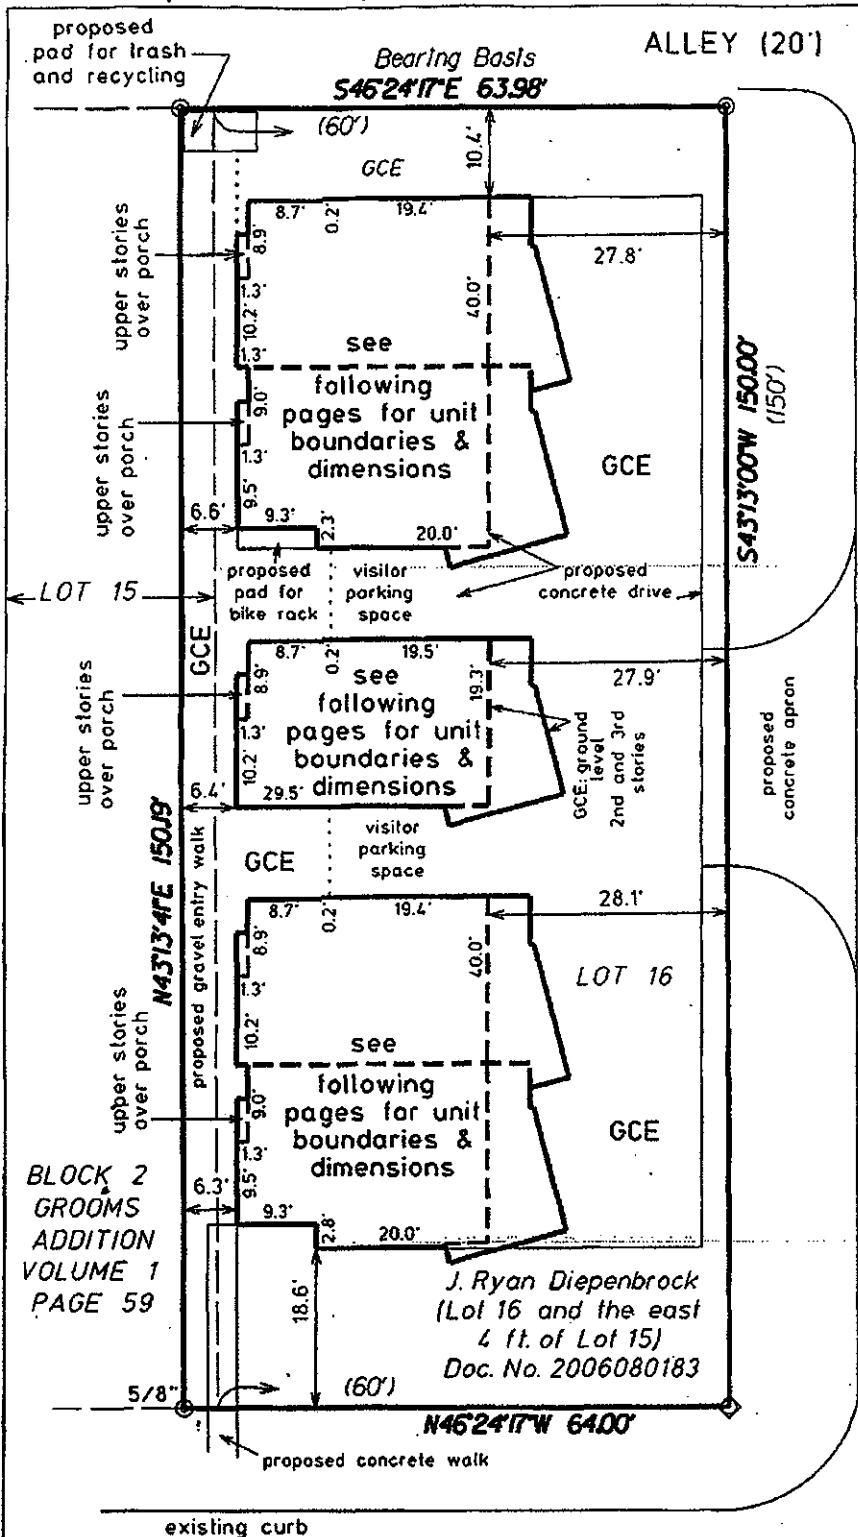 proposed
pad for trash
and recycling
Bearing Basis
S46°24'17"E 63.98'
ALLEY (20')
(60')
10.4'
GCE
8.7'
0.2'
19.4'
27.8'
upper stories
over porch
8.9'
1.3'
10.2'
1.3'
40.0'
see
following
pages for unit
boundaries &
dimensions
upper stories
over porch
9.0'
1.3'
9.5'
GCE
S43°13'00"W 150.00'
(150')
6.6'
9.3'
2.3'
20.0'
LOT 15
proposed
pad for
bike rack
visitor
parking
space
proposed
concrete drive
GCE
8.7'
0.2'
19.5'
27.9'
upper stories
over porch
8.9'
1.3'
10.2'
19.3'
see
following
pages for unit
boundaries &
dimensions
GCE: ground
level
2nd and 3rd
stories
proposed
concrete apron
6.4'
29.5'
N43°13'41"E 150.19'
GCE
visitor
parking
space
proposed gravel entry walk
8.7'
0.2'
19.4'
28.1'
8.9'
1.3'
10.2'
40.0'
LOT 16
upper stories
over porch
see
following
pages for unit
boundaries &
dimensions
9.0'
1.3'
9.5'
GCE
BLOCK 2
GROOMS
ADDITION
VOLUME 1
PAGE 59
6.3'
9.3'
2.8'
20.0'
18.6'
J. Ryan Diepenbrock
(Lot 16 and the east
4 ft. of Lot 15)
Doc. No. 2006080183
5/8"
(60')
N46°24'17"W 64.00'
proposed concrete walk
existing curb